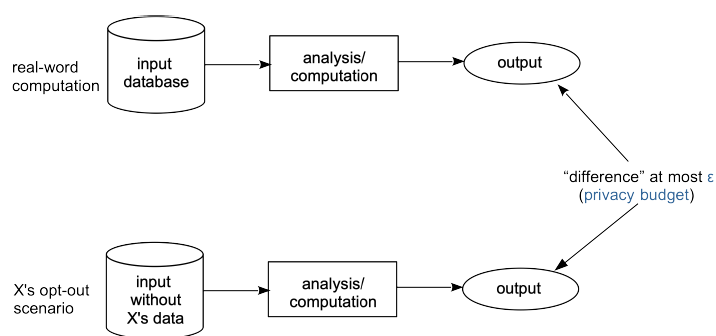 real-word
computation
input
database
analysis/
computation
output
“difference” at most ε
(privacy budget)
X's opt-out
scenario
input
without
X's data
analysis/
computation
output